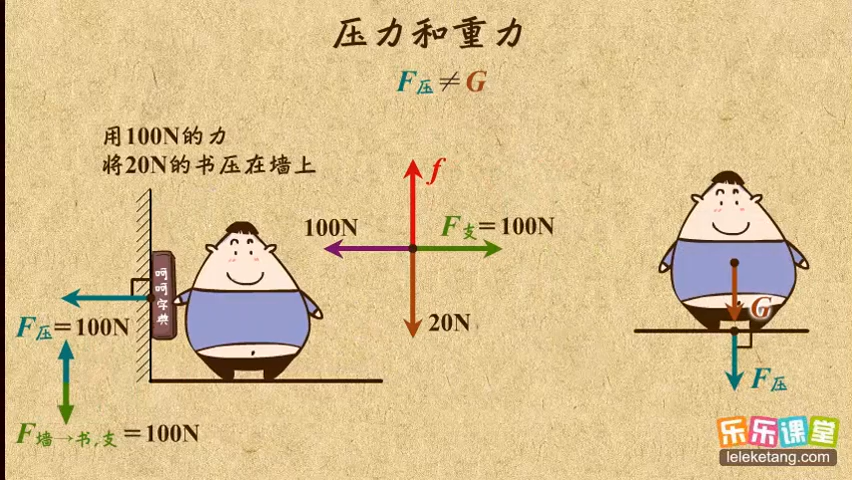 压力和重力
F压≠G
用100N的力
将20N的书压在墙上
f
100N
F支=100N
呵呵字典
F压=100N
20N
G
F压
F墙→书,支=100N
乐乐课堂
leleketang.com